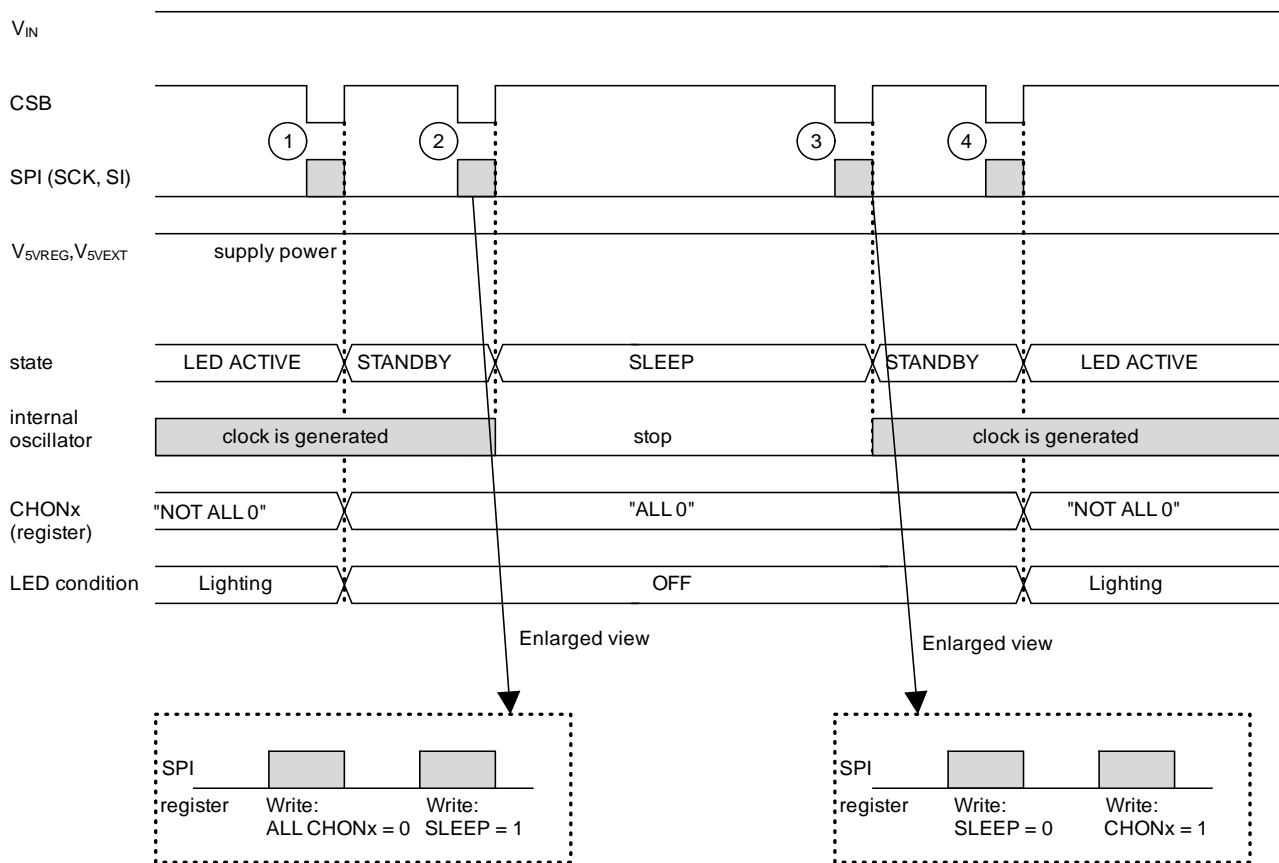 VIN
CSB
1
2
3
4
SPI (SCK, SI)
V5VREG,V5VEXT
supply power
state
LED ACTIVE
STANDBY
SLEEP
STANDBY
LED ACTIVE
internal
oscillator
clock is generated
stop
clock is generated
CHONx
(register)
"NOT ALL 0"
"ALL 0"
"NOT ALL 0"
LED condition
Lighting
OFF
Lighting
Enlarged view
Enlarged view
SPI
register
Write:
ALL CHONx = 0
Write:
SLEEP = 1
SPI
register
Write:
SLEEP = 0
Write:
CHONx = 1